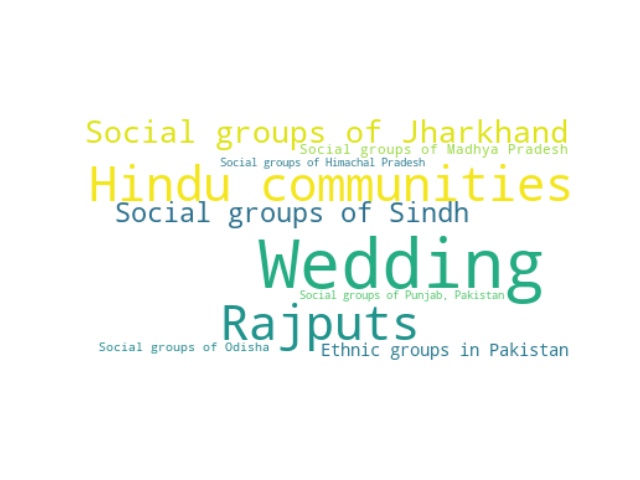 Social groups of Jharkhand
Social groups of Madhya Pradesh
Social groups of Himachal Pradesh
Hindu communities
Social groups of Sindh
Wedding
Social groups of Punjab, Pakistan
Rajputs
Social groups of Odisha
Ethnic groups in Pakistan